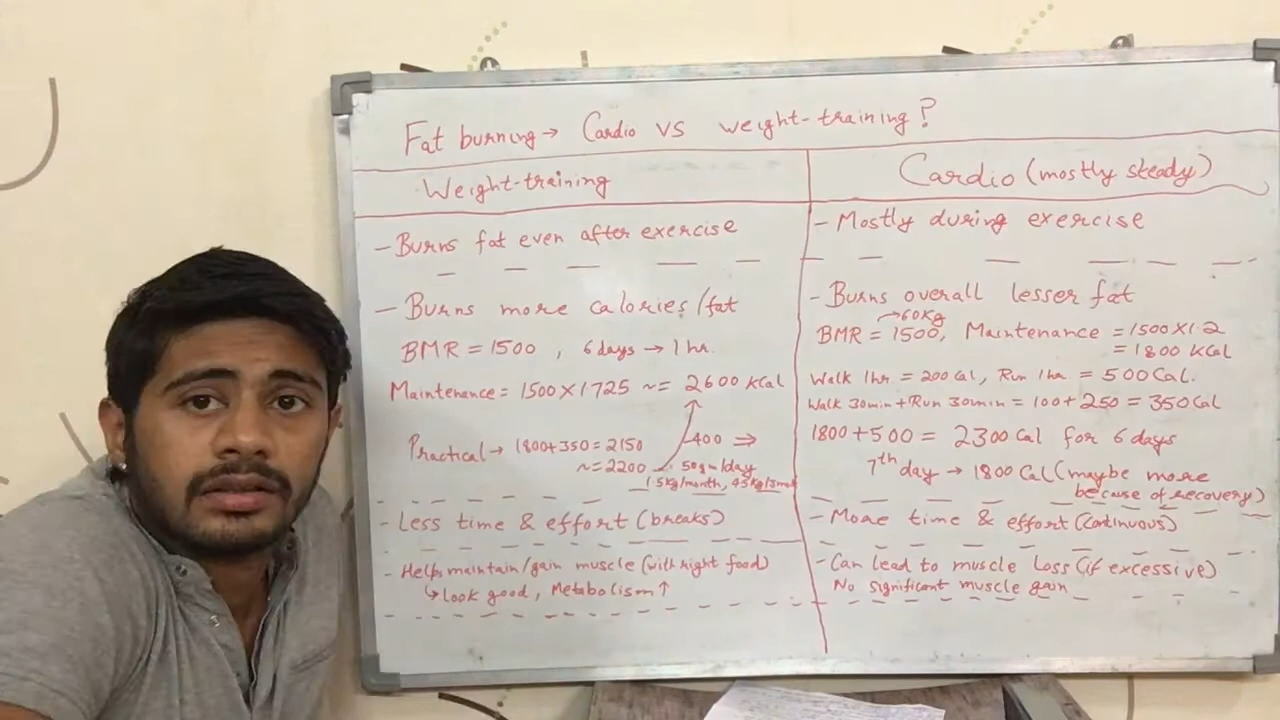 Fat burning → Cardio VS weight-training?
Weight-training
- Burns fat even after exercise
- Burns more calories/fat
BMR = 1500 , 6 days → 1 hr.
Maintenance = 1500 X 1.725 ~= 2600 KCal
Practical → 1800+350 = 2150
~= 2200
400 ⇒
50g - 1day
1.5Kg/month, 4.5Kg/3mon
- Less time & effort (breaks)
- Helps maintain/gain muscle (with right food)
↳ Look good, Metabolism ↑
Cardio (mostly steady)
- Mostly during exercise
- Burns overall lesser fat
→ 60Kg
BMR = 1500, Maintenance = 1500 X 1.2
= 1800 KCal
Walk 1hr = 200 Cal, Run 1hr = 500 Cal.
Walk 30min + Run 30min = 100 + 250 = 350 Cal
1800 + 500 = 2300 Cal for 6 days
7th day → 1800 Cal (maybe more
because of recovery)
- More time & effort (Continuous)
- Can lead to muscle loss (if excessive)
No significant muscle gain